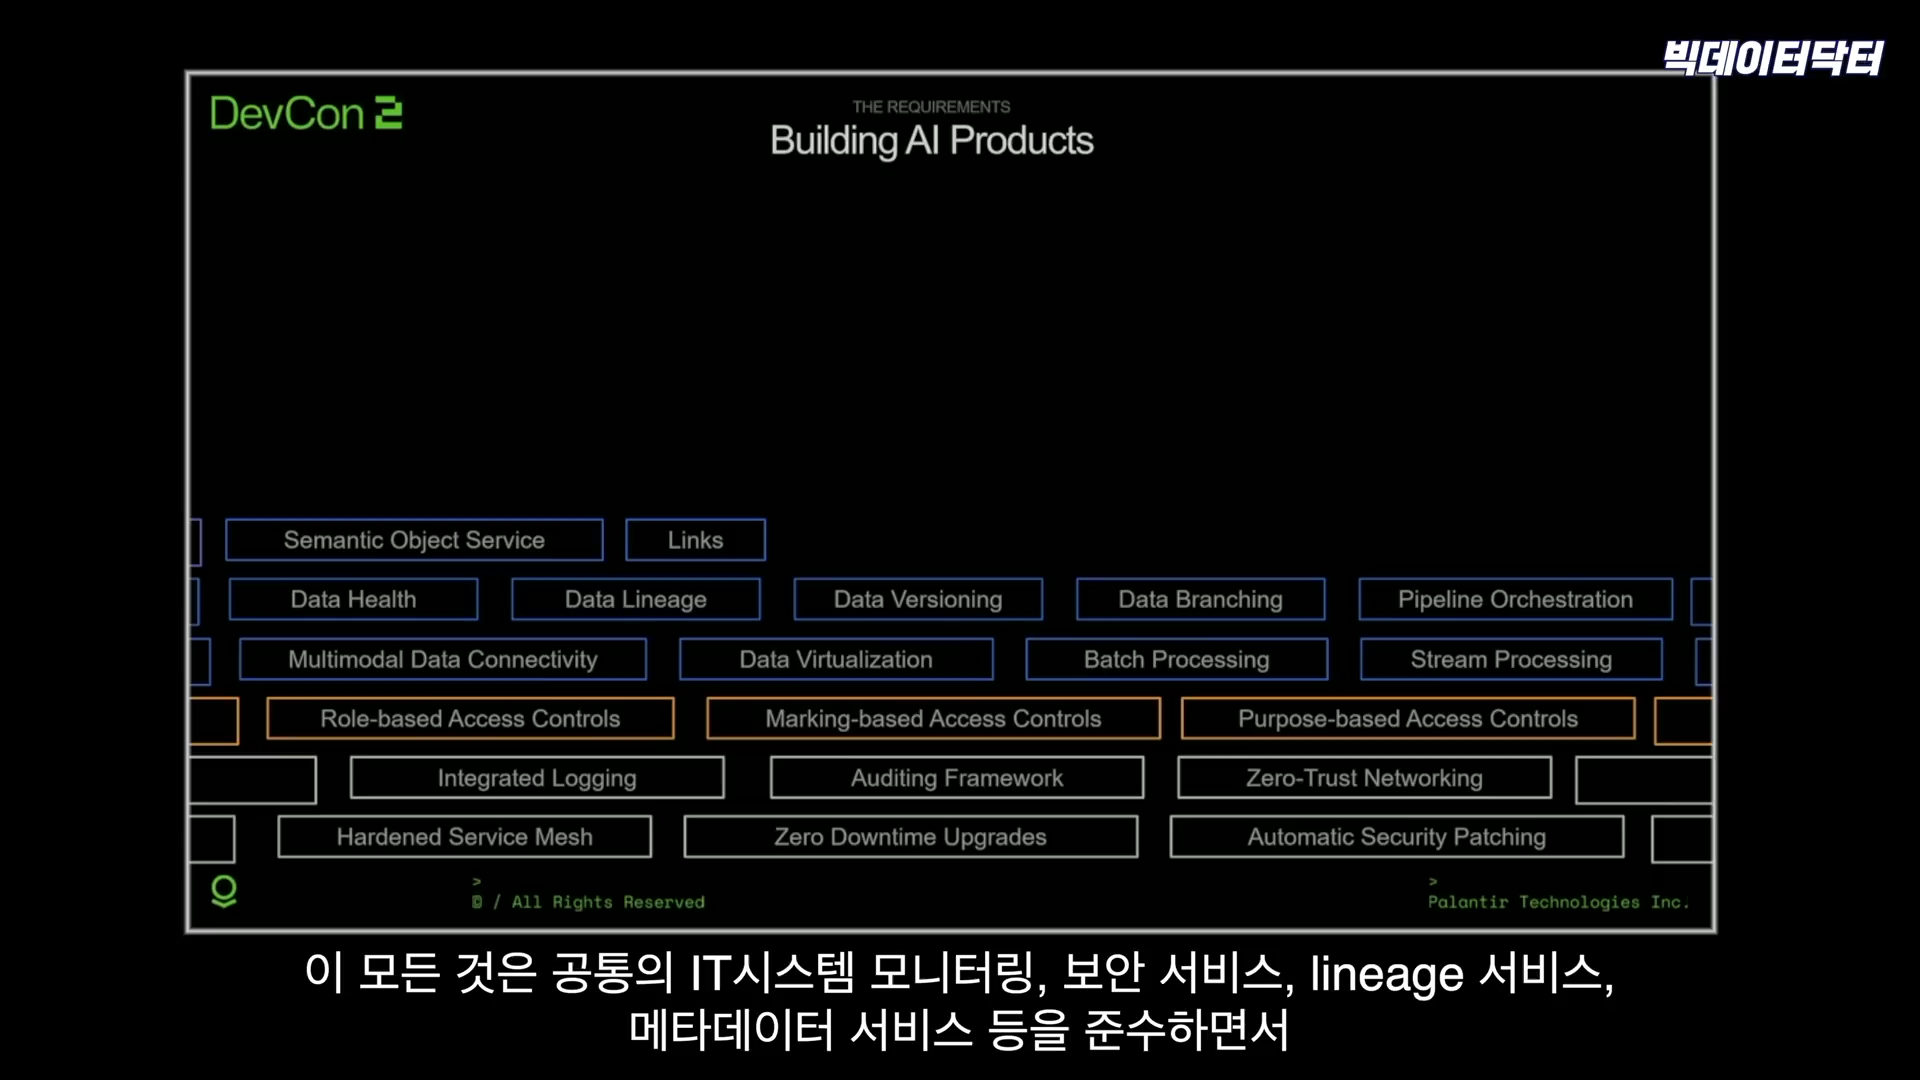 빅데이터닥터
DevCon 2
THE REQUIREMENTS
Building AI Products
Semantic Object Service
Links
Data Health
Data Lineage
Data Versioning
Data Branching
Pipeline Orchestration
Multimodal Data Connectivity
Data Virtualization
Batch Processing
Stream Processing
Role-based Access Controls
Marking-based Access Controls
Purpose-based Access Controls
Integrated Logging
Auditing Framework
Zero-Trust Networking
Hardened Service Mesh
Zero Downtime Upgrades
Automatic Security Patching
>
© / All Rights Reserved
>
Palantir Technologies Inc.
이 모든 것은 공통의 IT시스템 모니터링, 보안 서비스, lineage 서비스,
메타데이터 서비스 등을 준수하면서